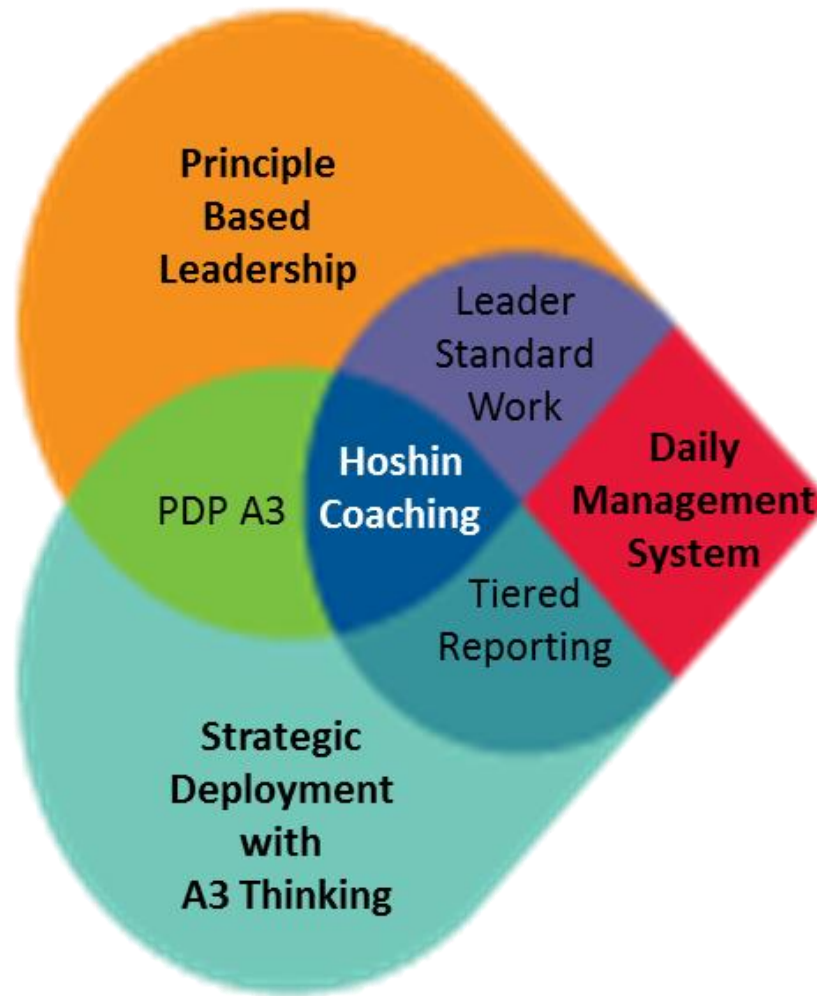 Principle
Based
Leadership
Leader
Standard
Work
Hoshin
Coaching
PDP A3
Daily
Management
System
Tiered
Reporting
Strategic
Deployment
with
A3 Thinking